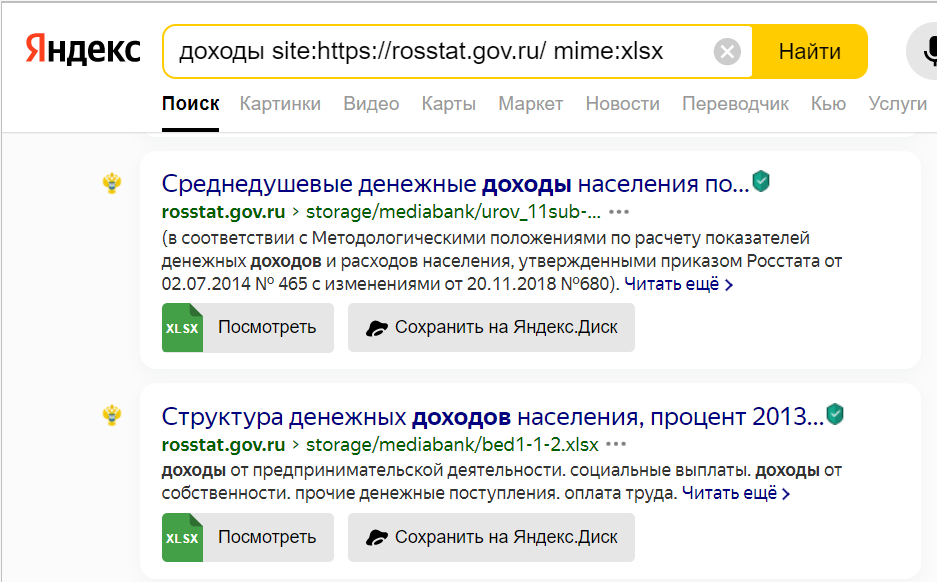 Яндекс
доходы site:https://rosstat.gov.ru/ mime:xlsx
Найти
Поиск Картинки Видео Карты Маркет Новости Переводчик Кью Услуги
Среднедушевые денежные доходы населения по...
rosstat.gov.ru › storage/mediabank/urov_11sub-...
(в соответствии с Методологическими положениями по расчету показателей
денежных доходов и расходов населения, утвержденными приказом Росстата от
02.07.2014 № 465 с изменениями от 20.11.2018 №680). Читать ещё ›
XLSX Посмотреть Сохранить на Яндекс.Диск
Структура денежных доходов населения, процент 2013...
rosstat.gov.ru › storage/mediabank/bed1-1-2.xlsx
доходы от предпринимательской деятельности. социальные выплаты. доходы от
собственности. прочие денежные поступления. оплата труда. Читать ещё ›
XLSX Посмотреть Сохранить на Яндекс.Диск